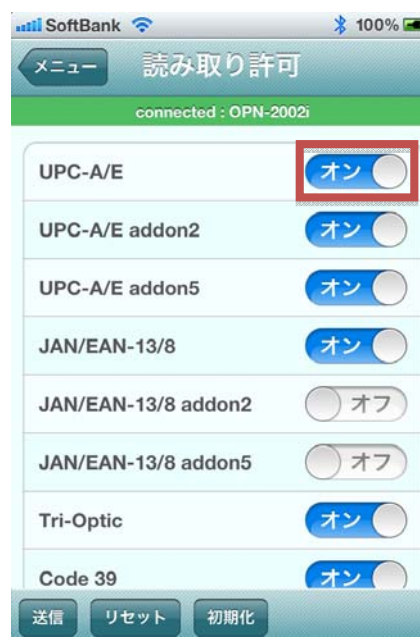 SoftBank 100%
メニュー 読み取り許可
connected : OPN-2002i
UPC-A/E オン
UPC-A/E addon2 オン
UPC-A/E addon5 オン
JAN/EAN-13/8 オン
JAN/EAN-13/8 addon2 オフ
JAN/EAN-13/8 addon5 オフ
Tri-Optic オン
Code 39 オン
送信 リセット 初期化